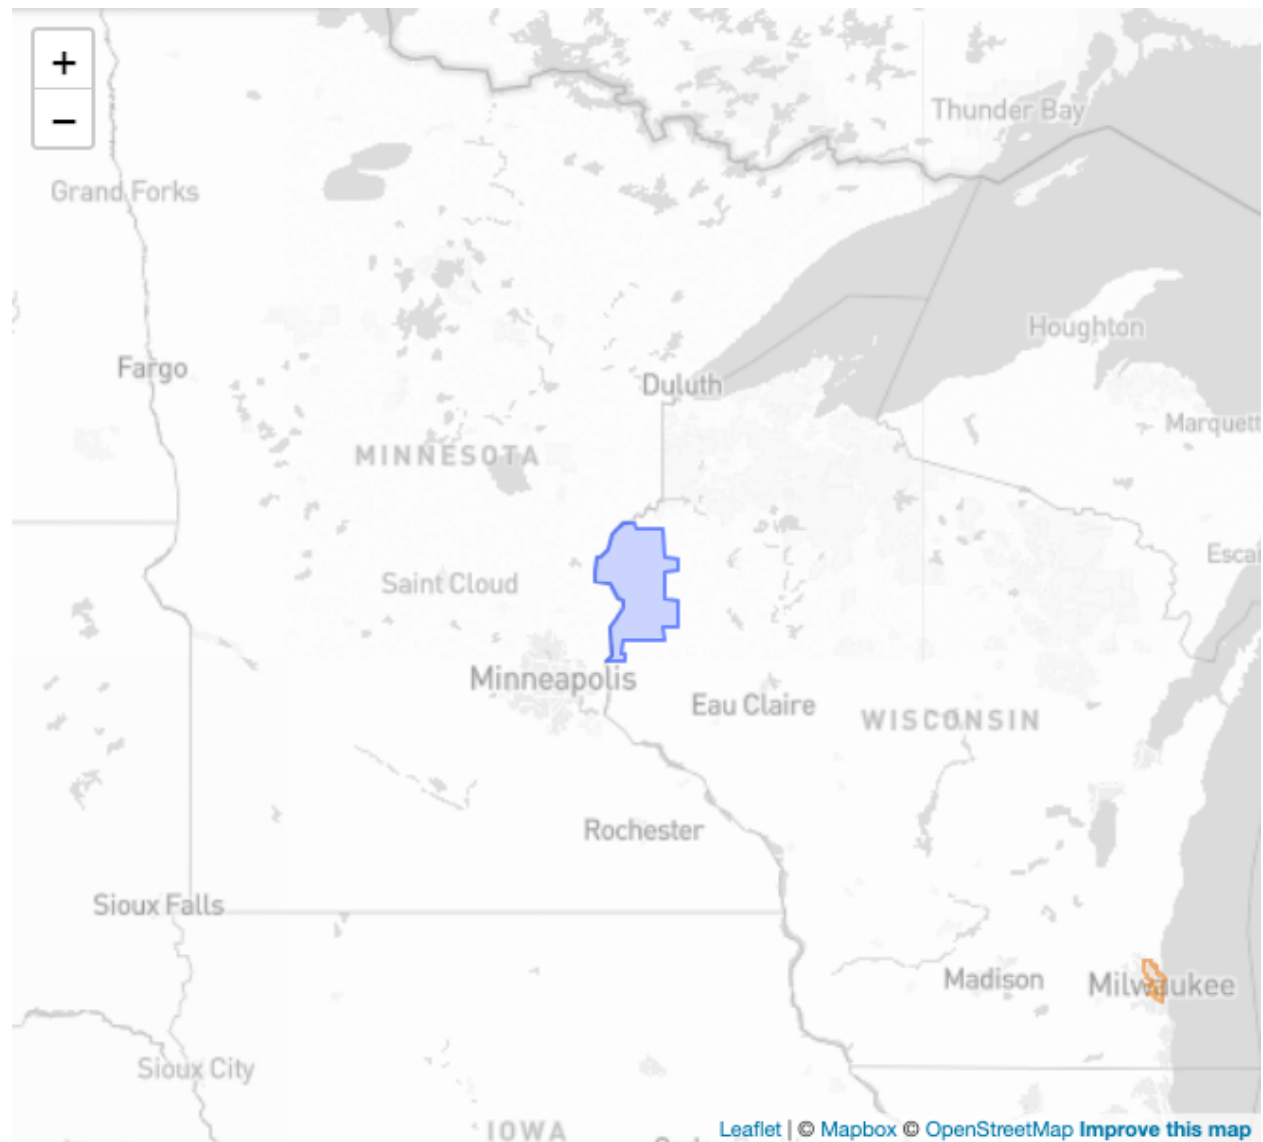 +
−
Thunder Bay
Grand Forks
Houghton
Fargo
Duluth
Marquett
MINNESOTA
Escai
Saint Cloud
Minneapolis
Eau Claire
WISCONSIN
Rochester
Sioux Falls
Madison
Milwaukee
Sioux City
IOWA
Leaflet | © Mapbox © OpenStreetMap Improve this map